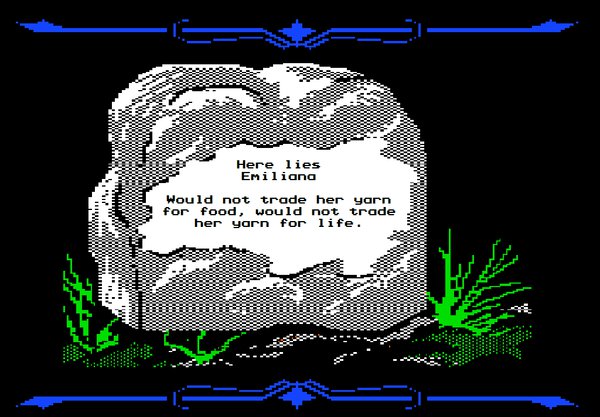 Here lies
Emiliana
Would not trade her yarn
for food, would not trade
her yarn for life.